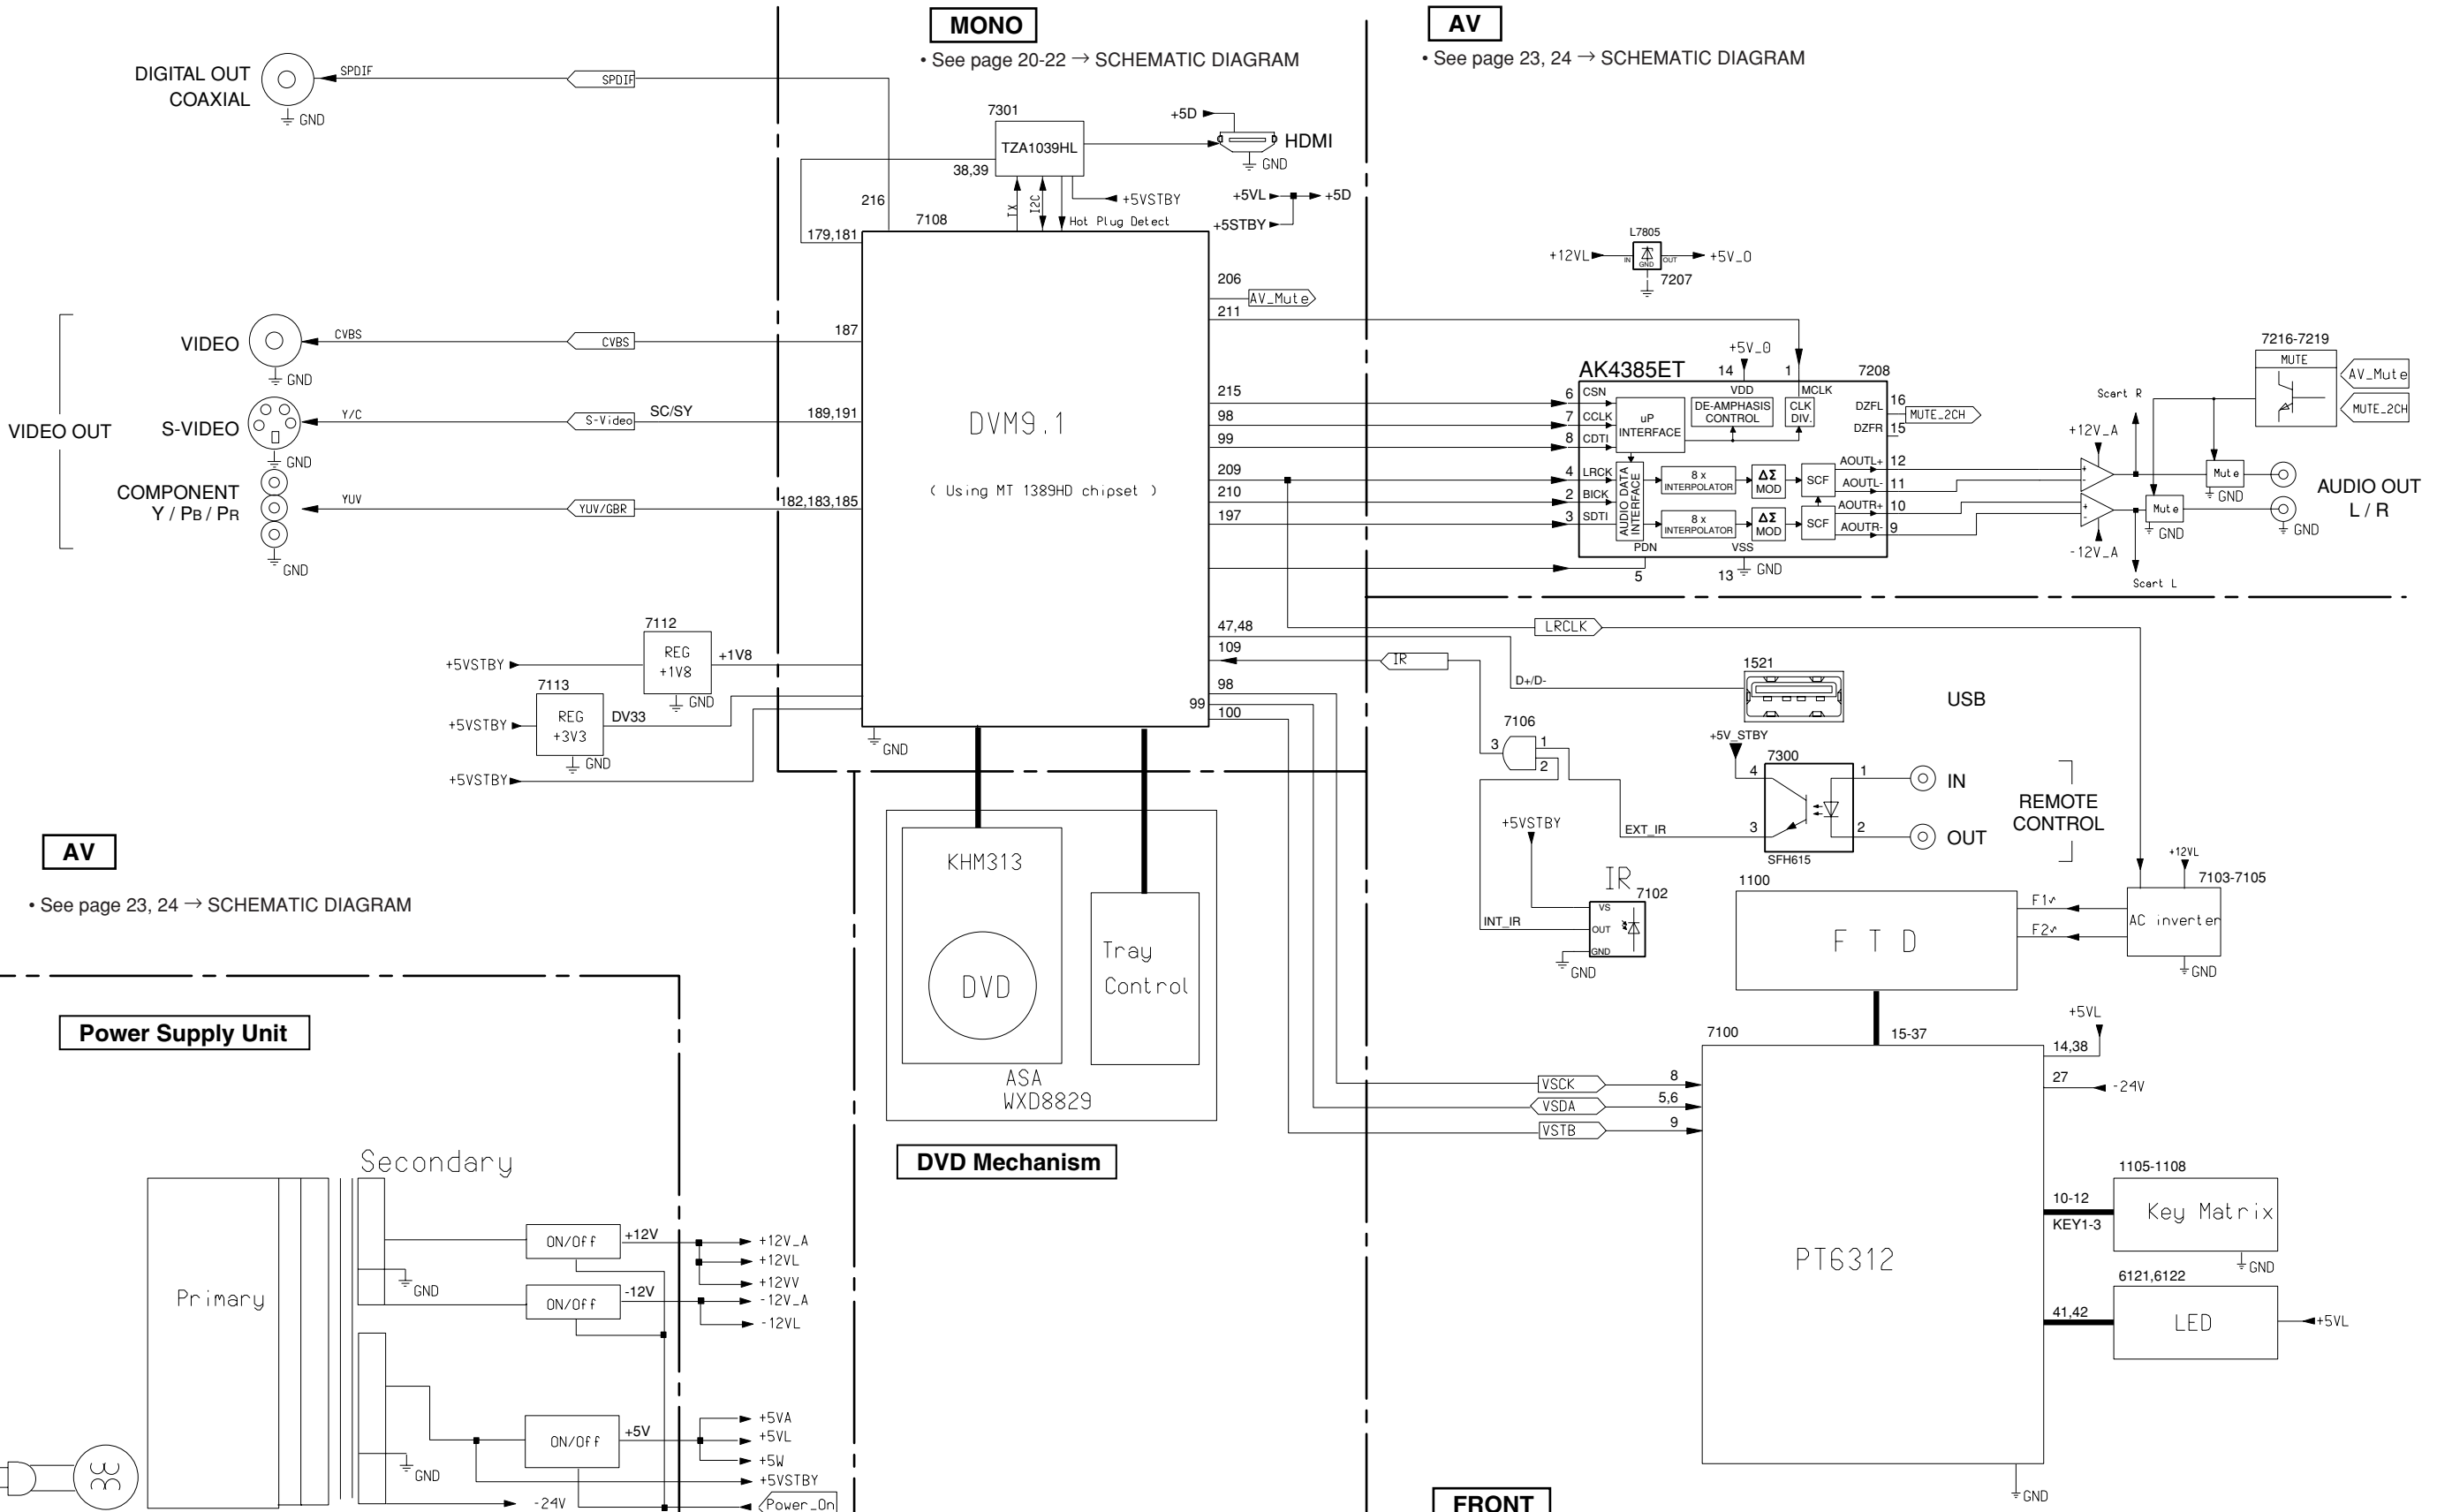 MONO
• See page 20-22 → SCHEMATIC DIAGRAM
AV
• See page 23, 24 → SCHEMATIC DIAGRAM
DIGITAL OUT
COAXIAL
SPDIF
SPDIF
GND
7301
TZA1039HL
38,39
+5D
HDMI
GND
TX
I2C
+5VSTBY
Hot Plug Detect
+5VL
+5D
+5STBY
216
7108
179,181
VIDEO OUT
VIDEO
CVBS
CVBS
187
GND
S-VIDEO
Y/C
S-Video
SC/SY
189,191
GND
COMPONENT
Y / PB / PR
YUV
YUV/GBR
182,183,185
GND
DVM9.1
( Using MT 1389HD chipset )
206
AV_Mute
211
215
98
99
209
210
197
47,48
109
98
99
100
GND
7112
REG
+1V8
+5VSTBY
+1V8
GND
7113
REG
+3V3
+5VSTBY
DV33
GND
+5VSTBY
L7805
+12VL
IN
GND
OUT
+5V_O
7207
AK4385ET
+5V_O
14
1
7208
6
CSN
7
CCLK
8
CDTI
4
LRCK
2
BICK
3
SDTI
uP
INTERFACE
VDD
MCLK
DE-AMPHASIS
CONTROL
CLK
DIV.
AUDIO DATA
INTERFACE
8 x
INTERPOLATOR
ΔΣ
MOD
SCF
8 x
INTERPOLATOR
ΔΣ
MOD
SCF
DZFL
16
MUTE_2CH
DZFR
15
AOUTL+
12
AOUTL-
11
AOUTR+
10
AOUTR-
9
PDN
5
VSS
13
GND
7216-7219
MUTE
AV_Mute
MUTE_2CH
Scart R
+12V_A
+
-
+
-
-12V_A
Scart L
Mute
GND
Mute
GND
GND
AUDIO OUT
L / R
LRCLK
IR
D+/D-
1521
USB
7106
3
1
2
+5V_STBY
7300
4
3
1
2
SFH615
IN
OUT
REMOTE
CONTROL
EXT_IR
+5VSTBY
IR
7102
VS
OUT
GND
INT_IR
GND
1100
F T D
F1
F2
+12VL
7103-7105
AC inverter
GND
AV
• See page 23, 24 → SCHEMATIC DIAGRAM
KHM313
DVD
Tray
Control
ASA
WXD8829
DVD Mechanism
VSCK
8
VSDA
5,6
VSTB
9
7100
15-37
PT6312
+5VL
14,38
27
-24V
10-12
KEY1-3
1105-1108
Key Matrix
GND
41,42
6121,6122
LED
+5VL
GND
FRONT
Power Supply Unit
Primary
Secondary
ON/Off
+12V
+12V_A
+12VL
+12VV
GND
ON/Off
-12V
-12V_A
-12VL
ON/Off
+5V
+5VA
+5VL
+5W
+5VSTBY
GND
-24V
Power_On